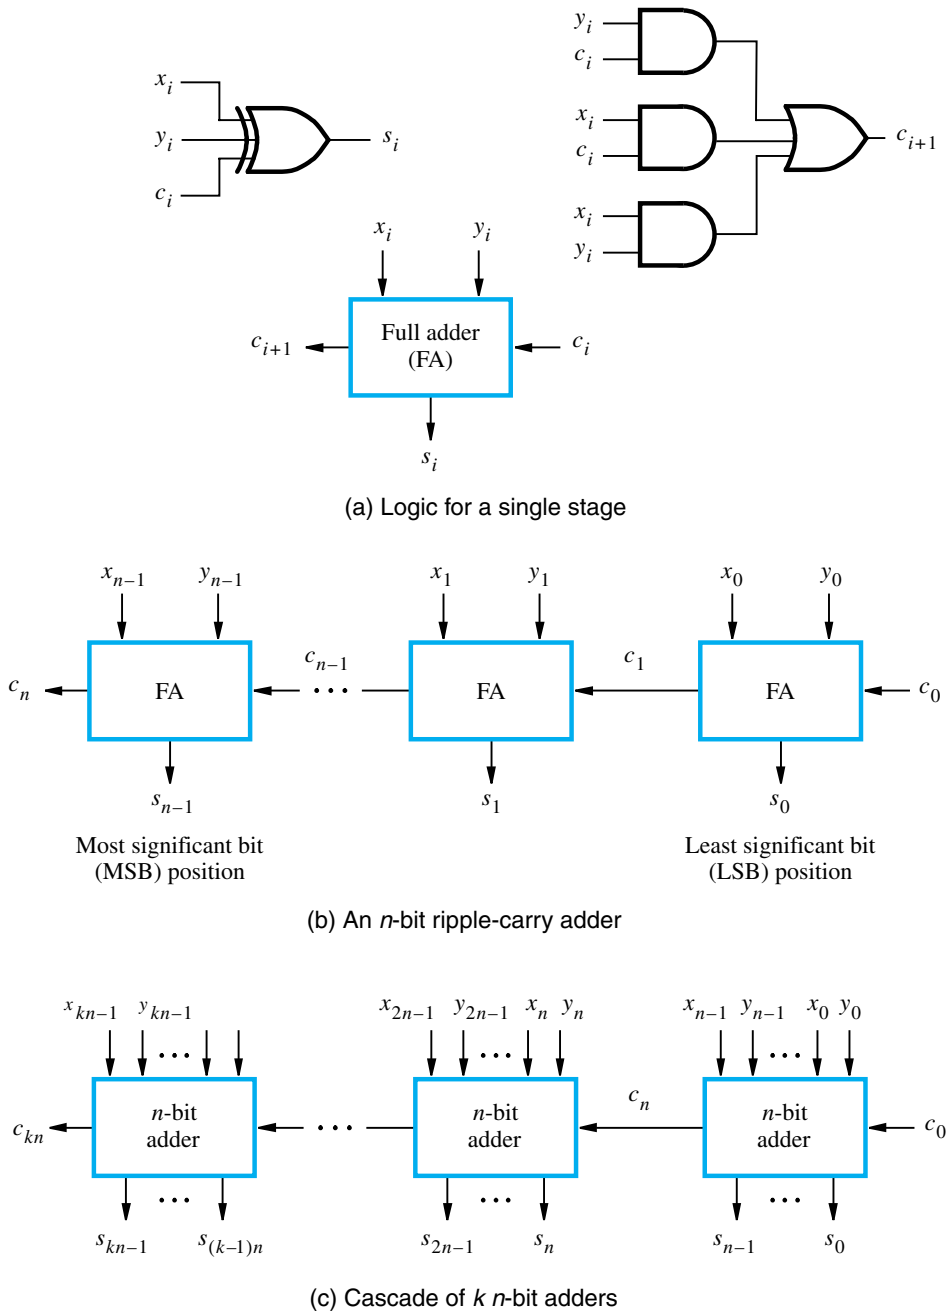 x_i
y_i
c_i
s_i
y_i
c_i
x_i
c_i
x_i
y_i
c_{i+1}
x_i y_i
c_{i+1} Full adder (FA) c_i
s_i
(a) Logic for a single stage
x_{n−1} y_{n−1} x_1 y_1 x_0 y_0
c_n FA c_{n−1} • • • FA c_1 FA c_0
s_{n−1} s_1 s_0
Most significant bit
(MSB) position
Least significant bit
(LSB) position
(b) An n-bit ripple-carry adder
x_{kn−1} y_{kn−1} x_{2n−1} y_{2n−1} x_n y_n x_{n−1} y_{n−1} x_0 y_0
• • • • • • • • •
c_{kn} n-bit adder • • • n-bit adder c_n n-bit adder c_0
• • • • • • • • •
s_{kn−1} s_{(k−1)n} s_{2n−1} s_n s_{n−1} s_0
(c) Cascade of k n-bit adders